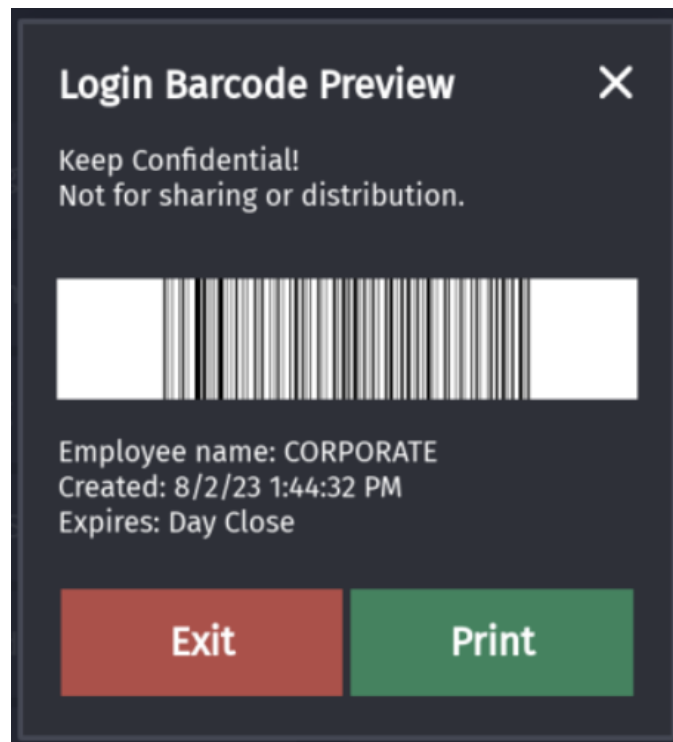 Login Barcode Preview
Keep Confidential!
Not for sharing or distribution.
Employee name: CORPORATE
Created: 8/2/23 1:44:32 PM
Expires: Day Close
Exit
Print